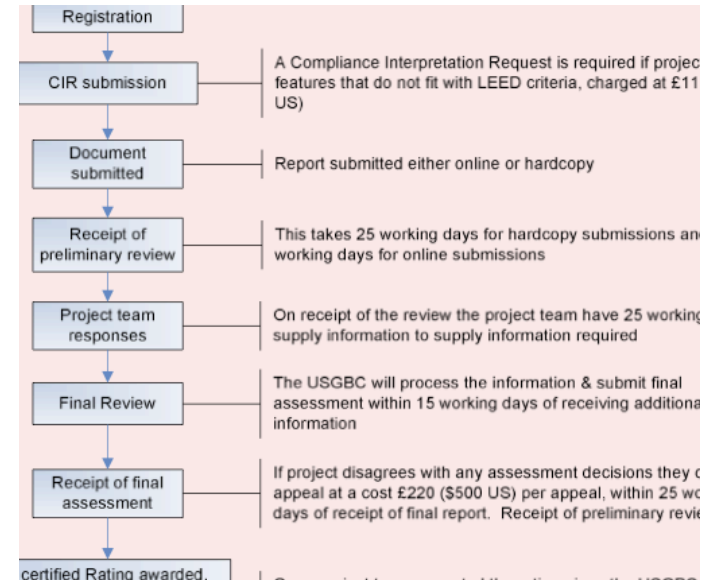 Registration
CIR submission
A Compliance Interpretation Request is required if projec
features that do not fit with LEED criteria, charged at £11
US)
Document
submitted
Report submitted either online or hardcopy
Receipt of
preliminary review
This takes 25 working days for hardcopy submissions an
working days for online submissions
Project team
responses
On receipt of the review the project team have 25 working
supply information to supply information required
Final Review
The USGBC will process the information & submit final
assessment within 15 working days of receiving additiona
information
Receipt of final
assessment
If project disagrees with any assessment decisions they
appeal at a cost £220 ($500 US) per appeal, within 25 wo
days of receipt of final report. Receipt of preliminary revie
certified Rating awarded.